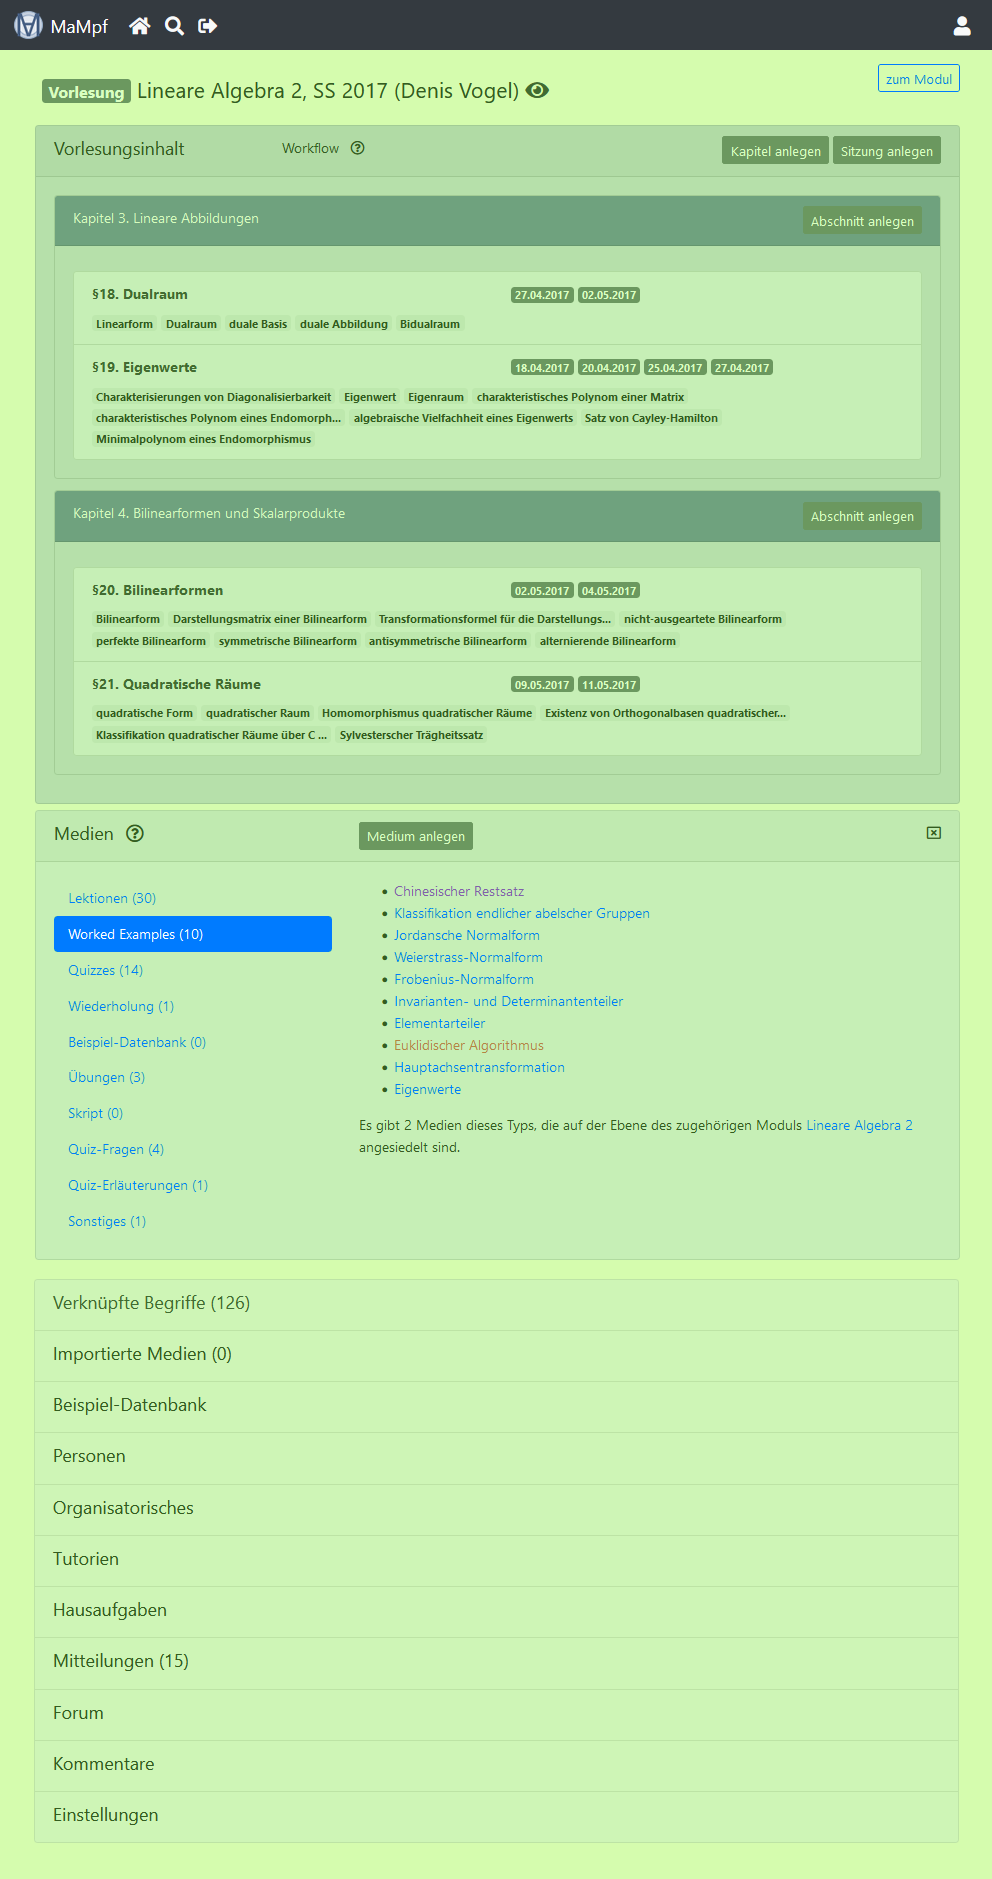 MaMpf
Vorlesung Lineare Algebra 2, SS 2017 (Denis Vogel)
zum Modul
Vorlesungsinhalt
Workflow
Kapitel anlegen
Sitzung anlegen
Kapitel 3. Lineare Abbildungen
Abschnitt anlegen
§18. Dualraum
27.04.2017 02.05.2017
Linearform Dualraum duale Basis duale Abbildung Bidualraum
§19. Eigenwerte
18.04.2017 20.04.2017 25.04.2017 27.04.2017
Charakterisierungen von Diagonalisierbarkeit Eigenwert Eigenraum charakteristisches Polynom einer Matrix
charakteristisches Polynom eines Endomorph... algebraische Vielfachheit eines Eigenwerts Satz von Cayley-Hamilton
Minimalpolynom eines Endomorphismus
Kapitel 4. Bilinearformen und Skalarprodukte
Abschnitt anlegen
§20. Bilinearformen
02.05.2017 04.05.2017
Bilinearform Darstellungsmatrix einer Bilinearform Transformationsformel für die Darstellungs... nicht-ausgeartete Bilinearform
perfekte Bilinearform symmetrische Bilinearform antisymmetrische Bilinearform alternierende Bilinearform
§21. Quadratische Räume
09.05.2017 11.05.2017
quadratische Form quadratischer Raum Homomorphismus quadratischer Räume Existenz von Orthogonalbasen quadratischer...
Klassifikation quadratischer Räume über C ... Sylvesterscher Trägheitssatz
Medien
Medium anlegen
Lektionen (30)
Worked Examples (10)
Quizzes (14)
Wiederholung (1)
Beispiel-Datenbank (0)
Übungen (3)
Skript (0)
Quiz-Fragen (4)
Quiz-Erläuterungen (1)
Sonstiges (1)
Chinesischer Restsatz
Klassifikation endlicher abelscher Gruppen
Jordansche Normalform
Weierstrass-Normalform
Frobenius-Normalform
Invarianten- und Determinantenteiler
Elementarteiler
Euklidischer Algorithmus
Hauptachsentransformation
Eigenwerte
Es gibt 2 Medien dieses Typs, die auf der Ebene des zugehörigen Moduls Lineare Algebra 2
angesiedelt sind.
Verknüpfte Begriffe (126)
Importierte Medien (0)
Beispiel-Datenbank
Personen
Organisatorisches
Tutorien
Hausaufgaben
Mitteilungen (15)
Forum
Kommentare
Einstellungen